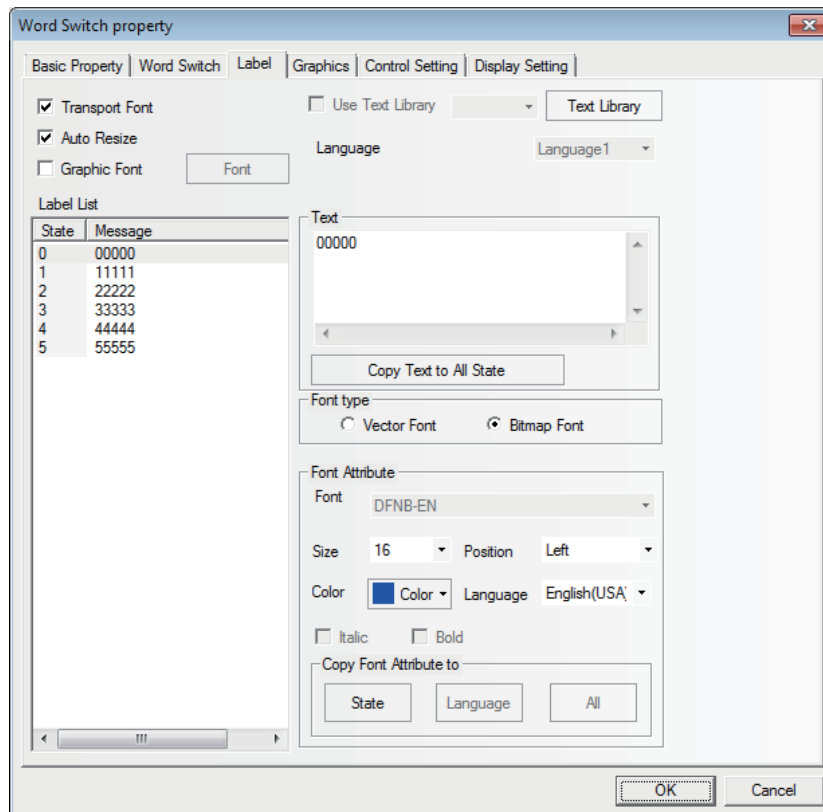 Word Switch property
Basic Property Word Switch Label Graphics Control Setting Display Setting
Transport Font
Use Text Library
Text Library
Auto Resize
Language Language1
Graphic Font Font
Label List
State Message
0 00000
1 11111
2 22222
3 33333
4 44444
5 55555
Text
00000
Copy Text to All State
Font type
Vector Font Bitmap Font
Font Attribute
Font DFNB-EN
Size 16 Position Left
Color Color Language English(USA)
Italic Bold
Copy Font Attribute to
State Language All
OK Cancel